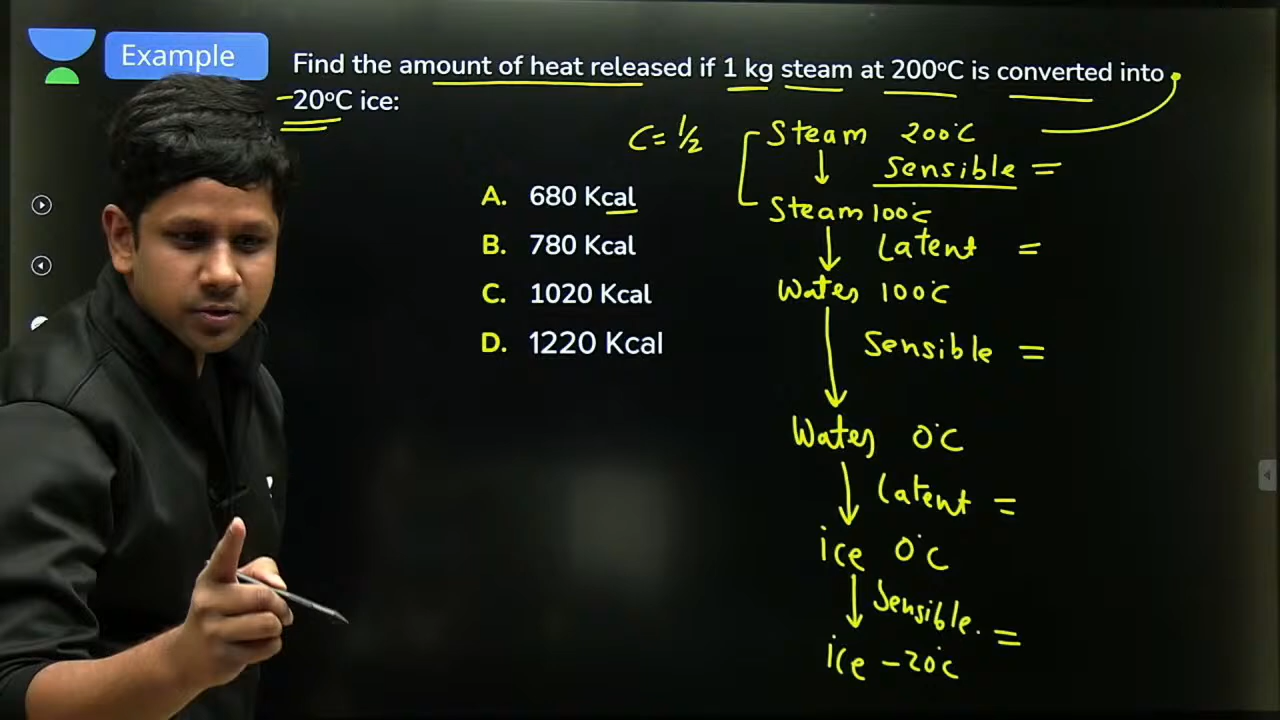 Example
Find the amount of heat released if 1 kg steam at 200°C is converted into
-20°C ice:
A. 680 Kcal
B. 780 Kcal
C. 1020 Kcal
D. 1220 Kcal
C = 1/2
Steam 200°C
Sensible =
Steam 100°C
Latent =
Water 100°C
Sensible =
Water 0°C
Latent =
ice 0°C
Sensible. =
ice -20°C